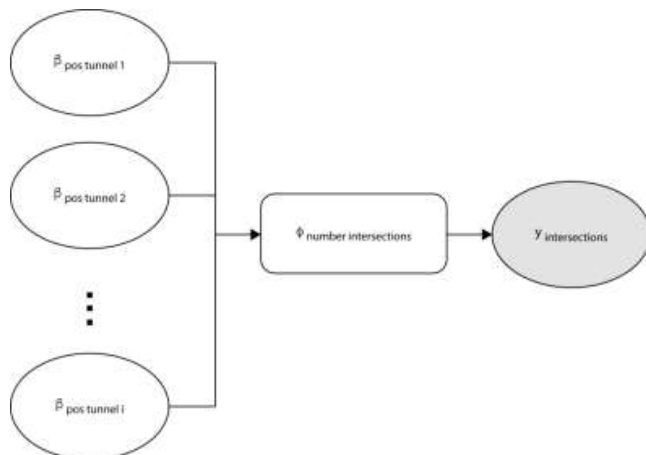 β̄ pos tunnel 1
β̄ pos tunnel 2
ϕ number intersections
y intersections
β̄ pos tunnel i